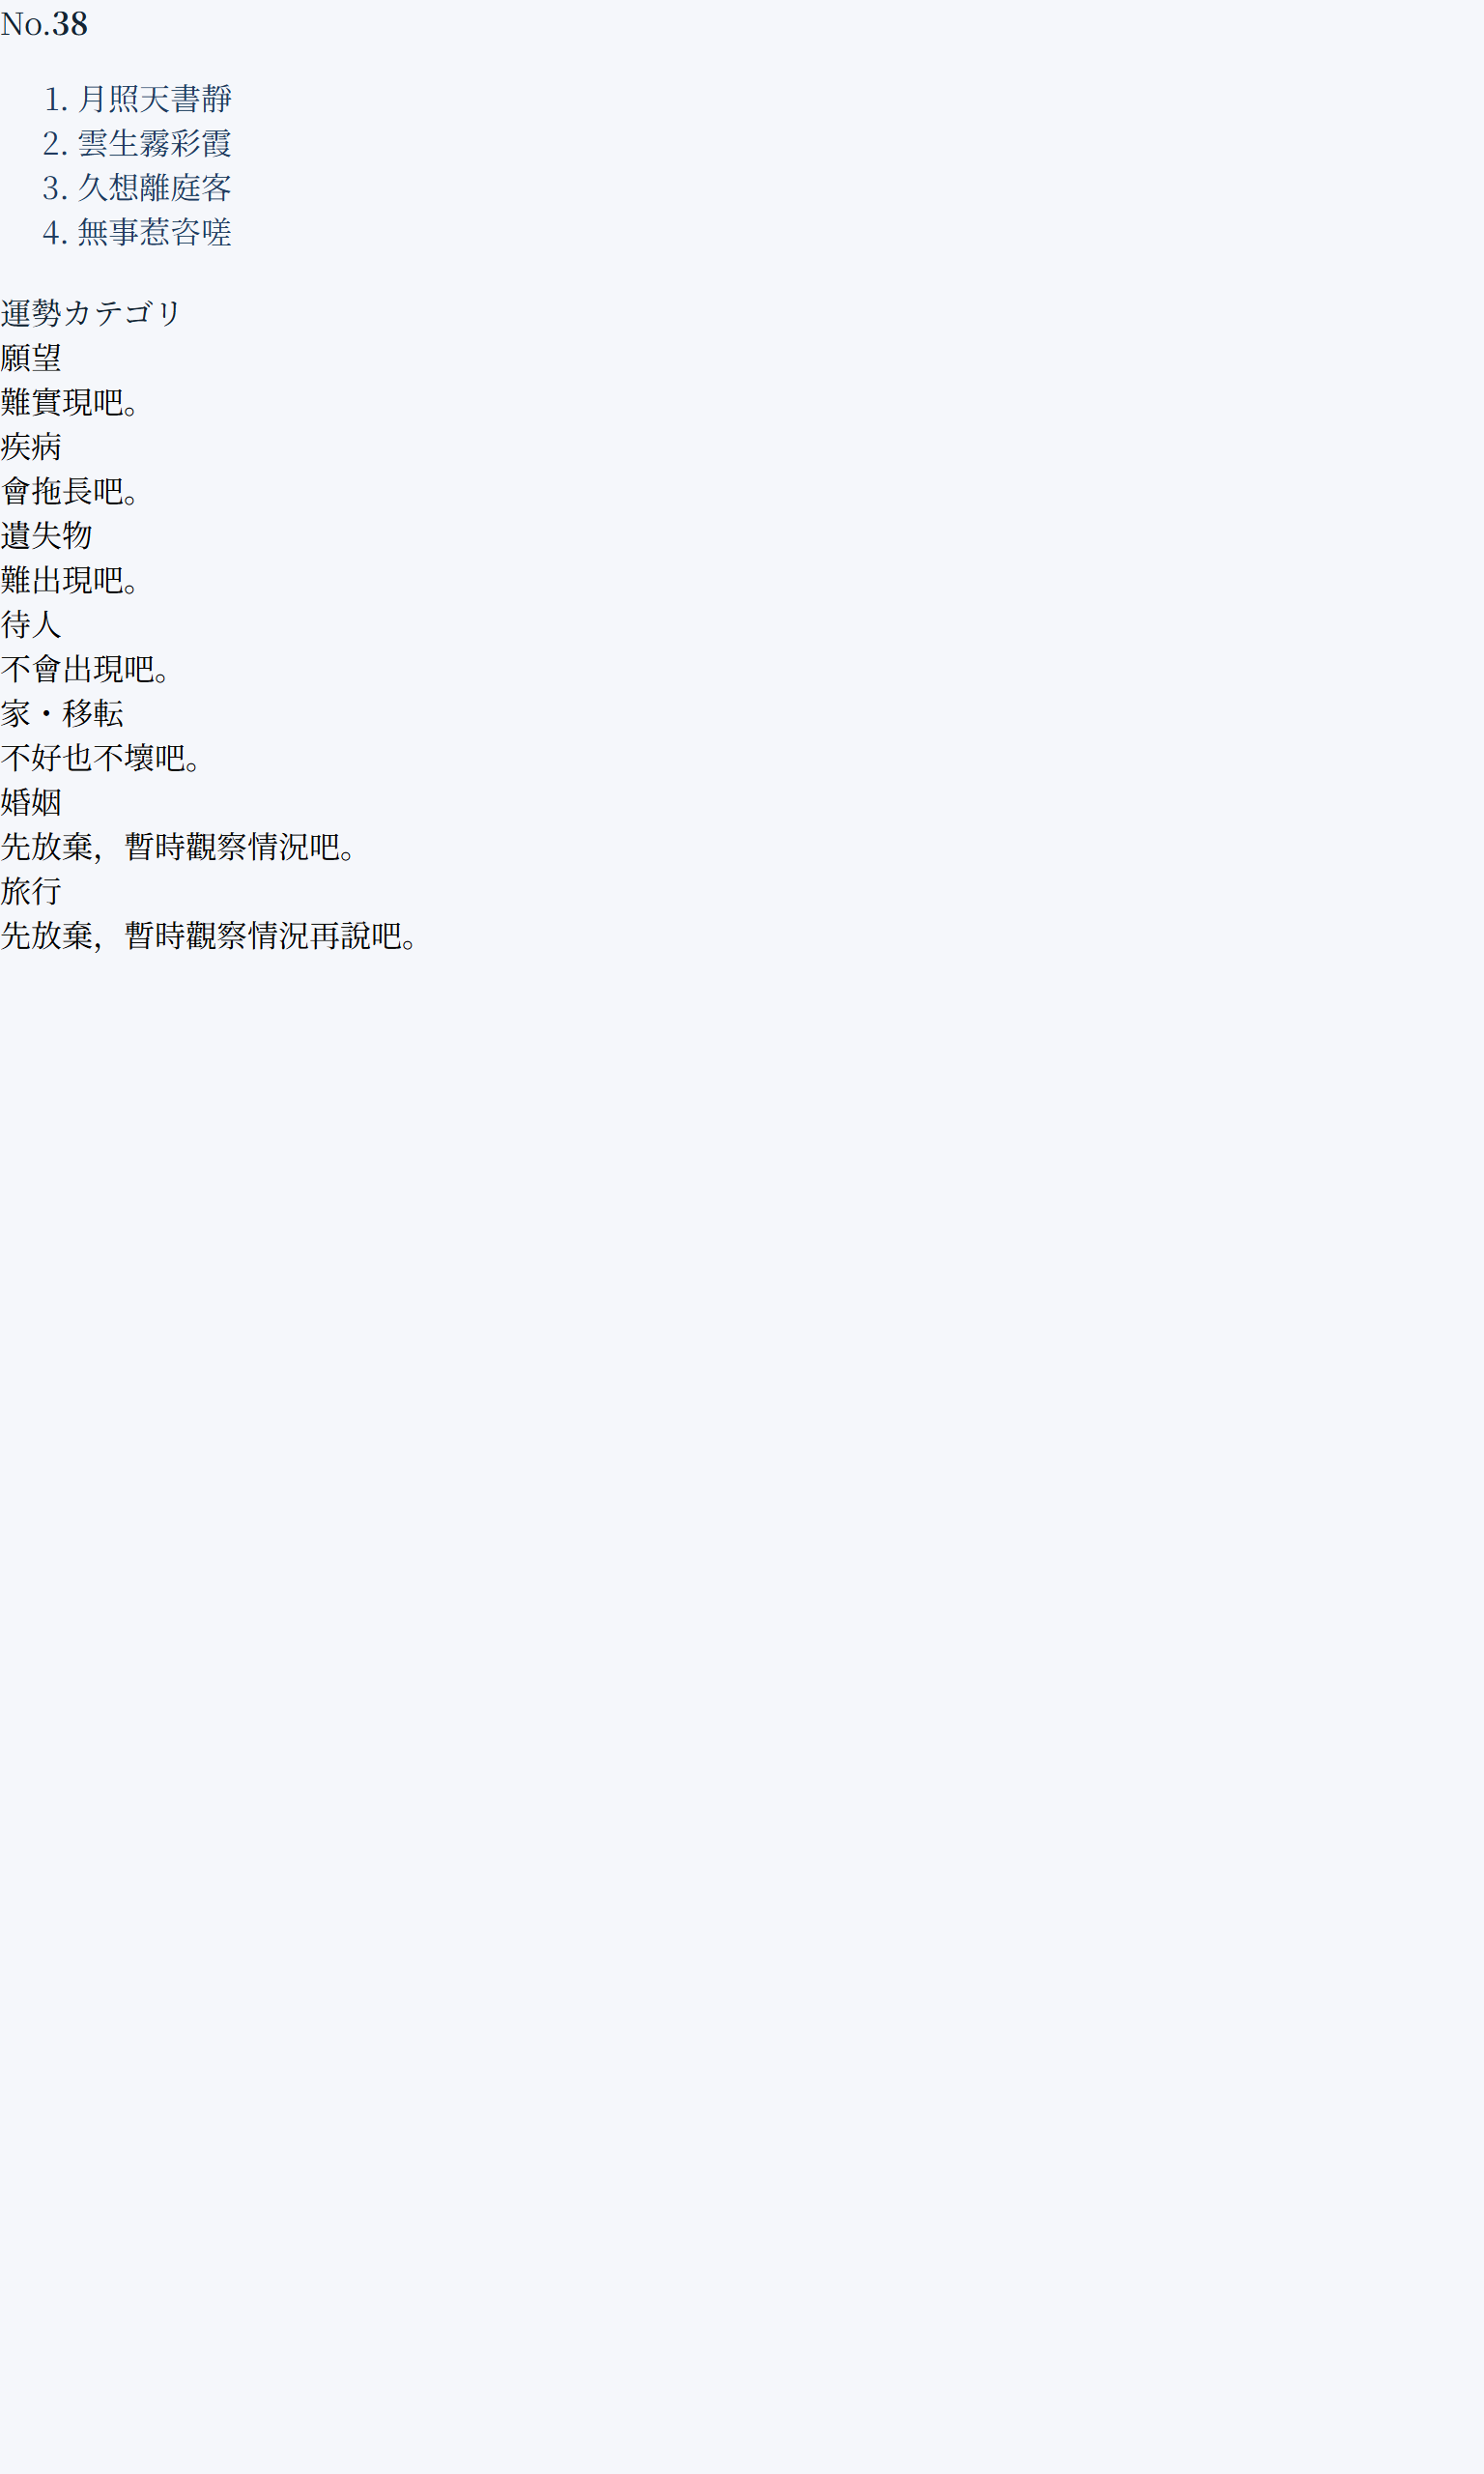 No.38
1. 月照天書靜
2. 雲生霧彩霞
3. 久想離庭客
4. 無事惹咨嗟
運勢カテゴリ
願望
難實現吧。
疾病
會拖長吧。
遺失物
難出現吧。
待人
不會出現吧。
家・移転
不好也不壞吧。
婚姻
先放棄，暫時觀察情況吧。
旅行
先放棄，暫時觀察情況再說吧。